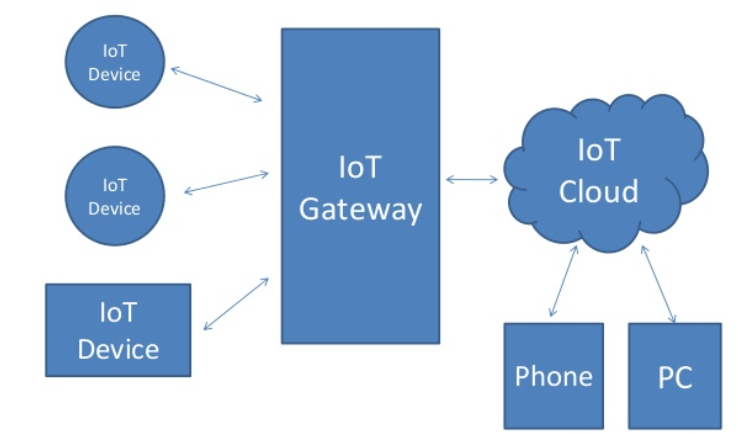 IoT
Device
IoT
Device
IoT
Device
IoT
Gateway
IoT
Cloud
Phone
PC